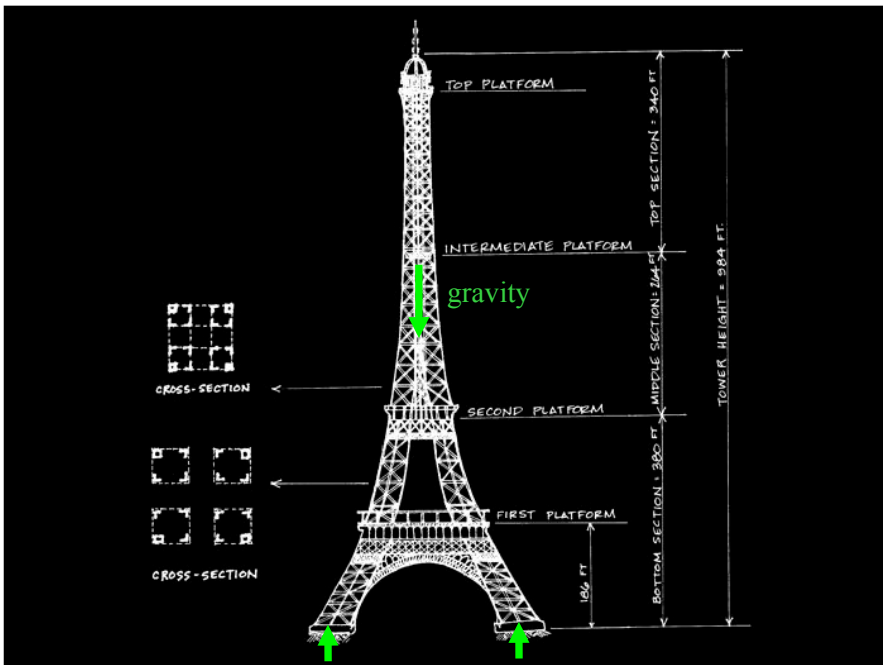 TOP PLATFORM
TOP SECTION = 340 FT
INTERMEDIATE PLATFORM
gravity
MIDDLE SECTION = 264 FT
TOWER HEIGHT = 984 FT.
CROSS-SECTION
SECOND PLATFORM
FIRST PLATFORM
BOTTOM SECTION = 380 FT
186 FT
CROSS-SECTION